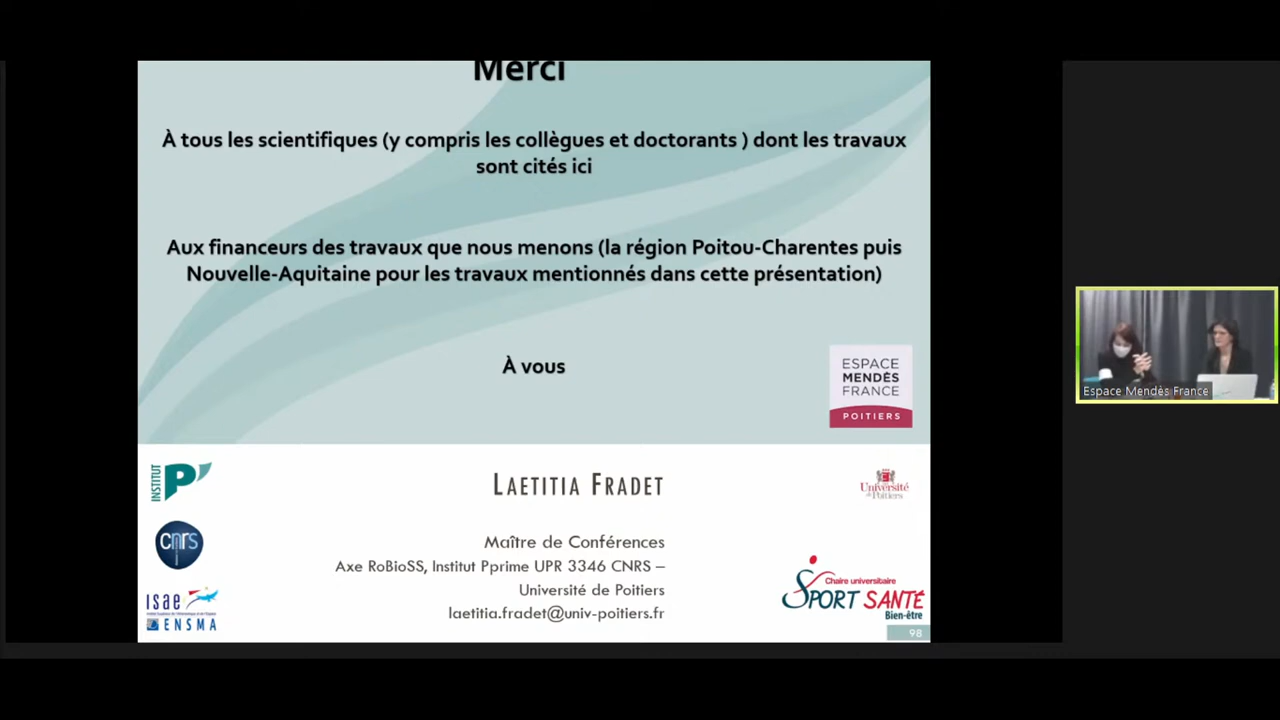 Merci
À tous les scientifiques (y compris les collègues et doctorants ) dont les travaux
sont cités ici
Aux financeurs des travaux que nous menons (la région Poitou-Charentes puis
Nouvelle-Aquitaine pour les travaux mentionnés dans cette présentation)
À vous
ESPACE
MENDÈS
FRANCE
POITIERS
Espace Mendès France
INSTITUT
P'
LAETITIA FRADET
Université
de Poitiers
cnrs
Maître de Conférences
Axe RoBioSS, Institut Pprime UPR 3346 CNRS –
Université de Poitiers
laetitia.fradet@univ-poitiers.fr
isae
ENSMA
Chaire universitaire
SPORT SANTÉ
Bien-être
98